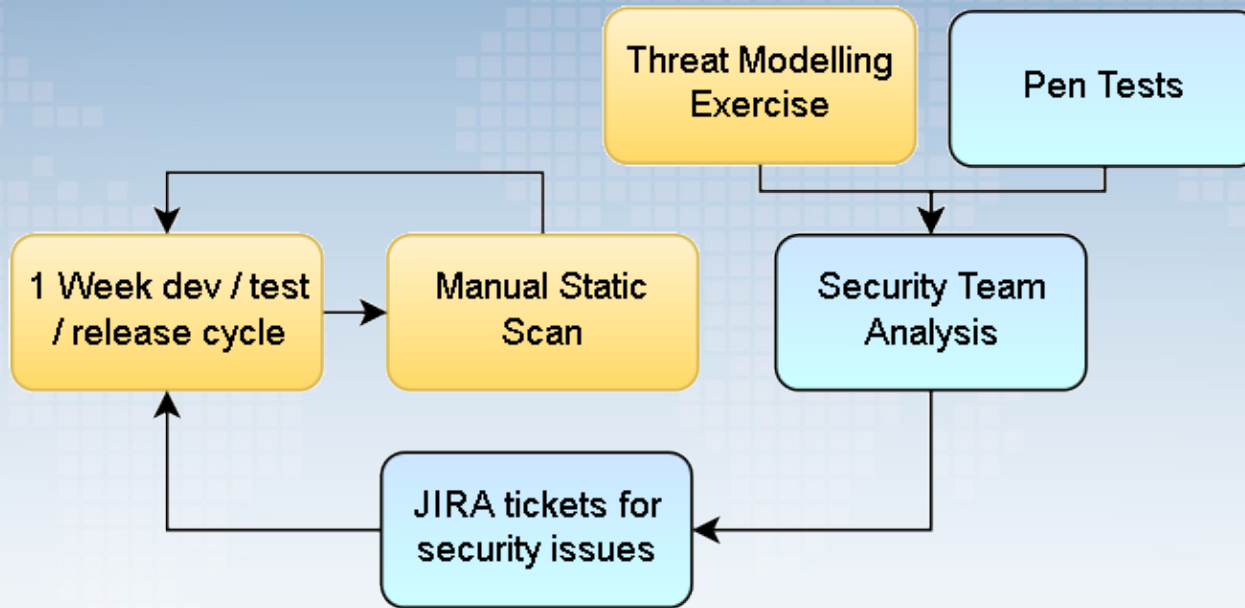 Threat Modelling
Exercise
Pen Tests
1 Week dev / test
/ release cycle
Manual Static
Scan
Security Team
Analysis
JIRA tickets for
security issues